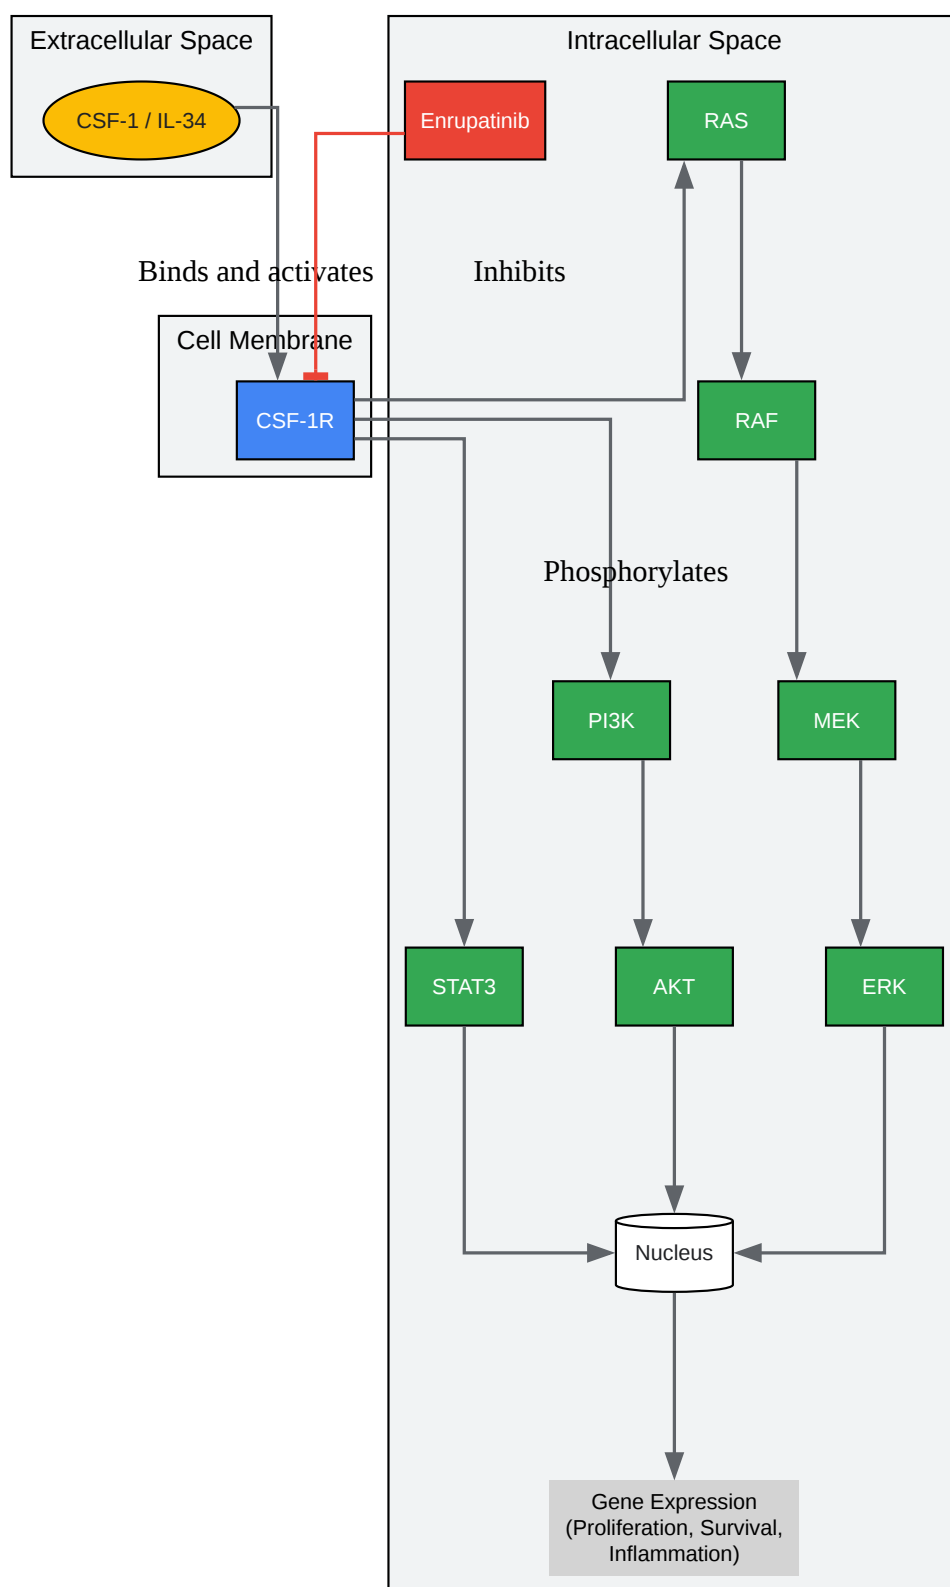 Extracellular Space
Intracellular Space
CSF-1 / IL-34
Enrupatinib
RAS
Binds and activates
Inhibits
Cell Membrane
CSF-1R
RAF
Phosphorylates
PI3K
MEK
STAT3
AKT
ERK
Nucleus
Gene Expression
(Proliferation, Survival,
Inflammation)